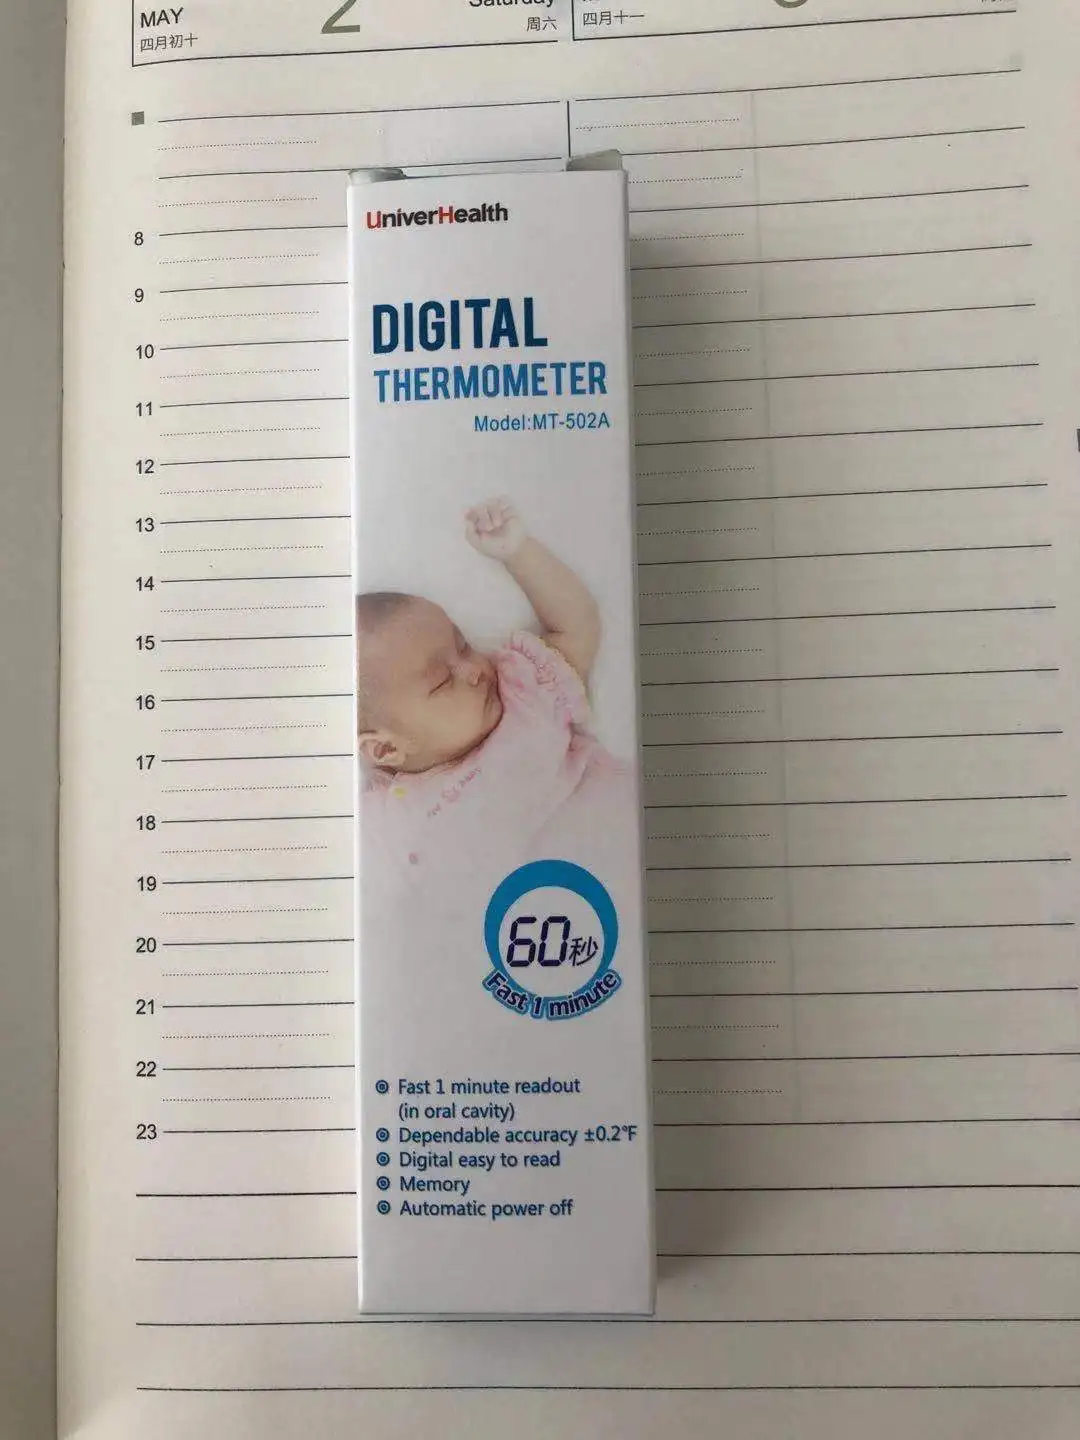 MAY
四月初十
2
Saturday
周六
四月十一
UniverHealth
DIGITAL
THERMOMETER
Model:MT-502A
60秒
Fast 1 minute
Fast 1 minute readout
(in oral cavity)
Dependable accuracy ±0.2°F
Digital easy to read
Memory
Automatic power off
8
9
10
11
12
13
14
15
16
17
18
19
20
21
22
23